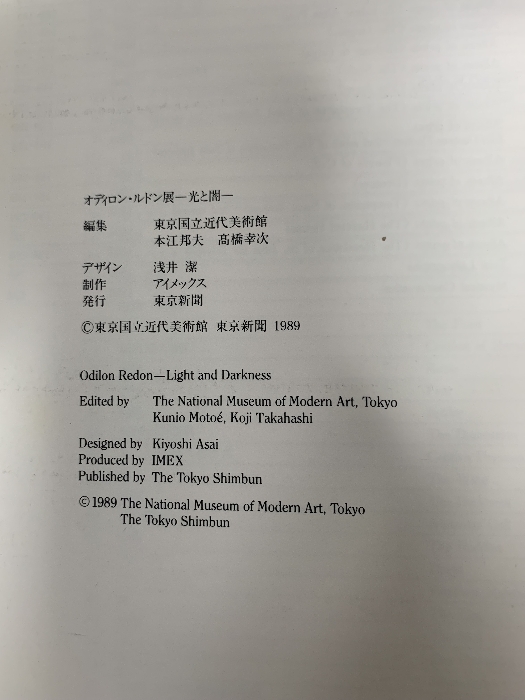 オディロン・ルドン展―光と闇―
編集 東京国立近代美術館
本江邦夫 髙橋幸次
デザイン 浅井 潔
制作 アイメックス
発行 東京新聞
©東京国立近代美術館 東京新聞 1989
Odilon Redon—Light and Darkness
Edited by The National Museum of Modern Art, Tokyo
Kunio Motoé, Koji Takahashi
Designed by Kiyoshi Asai
Produced by IMEX
Published by The Tokyo Shimbun
©1989 The National Museum of Modern Art, Tokyo
The Tokyo Shimbun